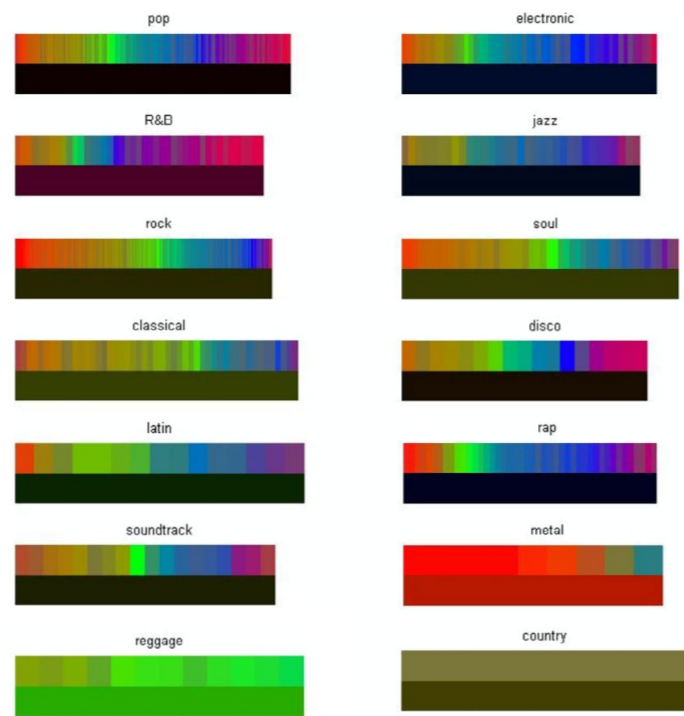 pop
electronic
R&B
jazz
rock
soul
classical
disco
latin
rap
soundtrack
metal
reggage
country